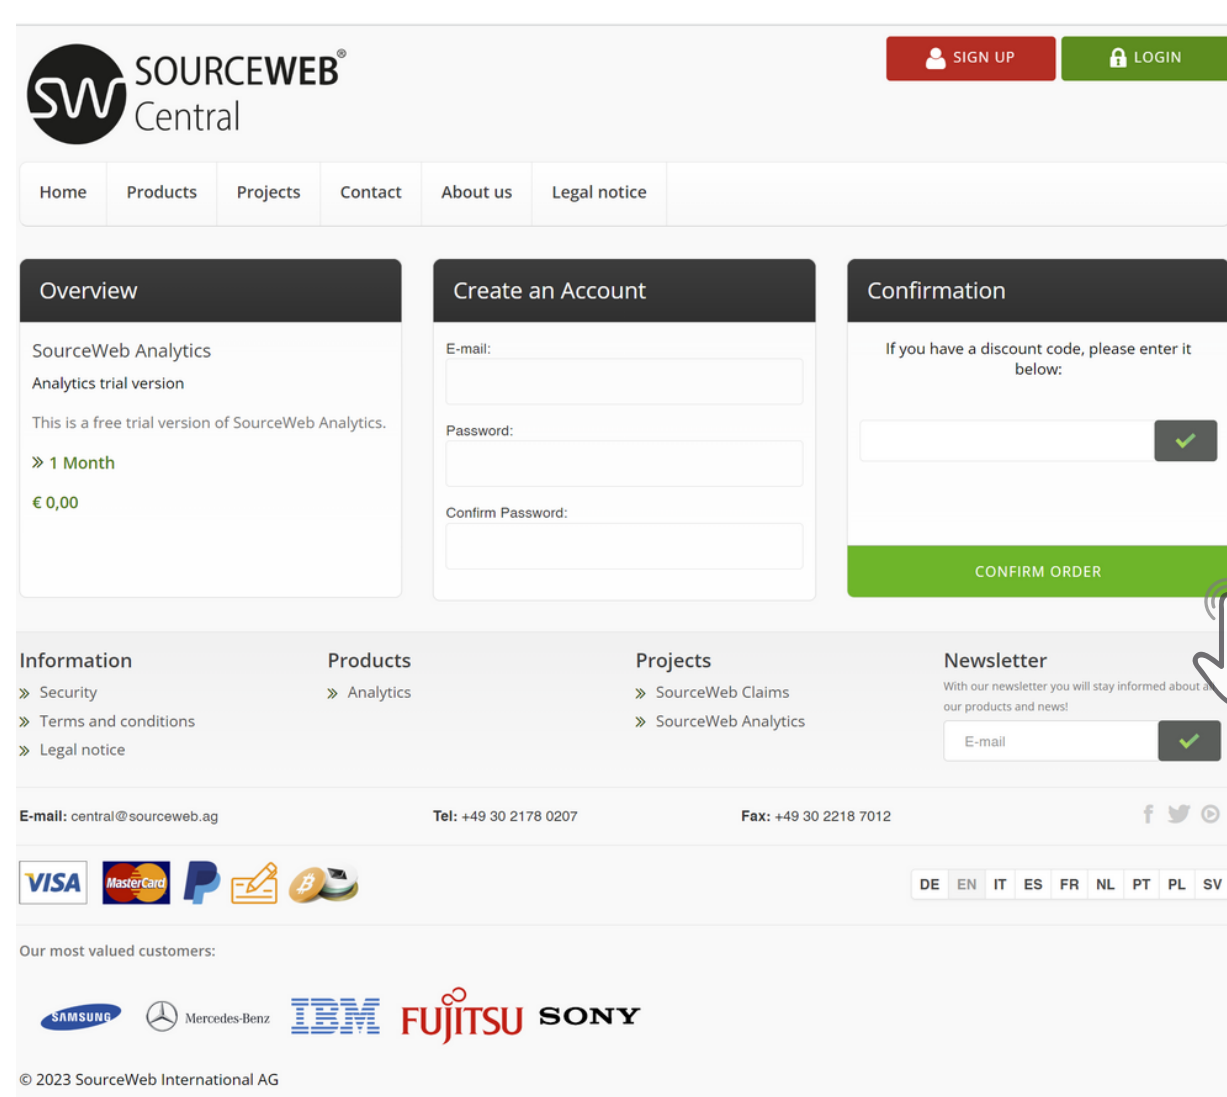 SW SOURCEWEB®
Central
SIGN UP
LOGIN
Home Products Projects Contact About us Legal notice
Overview
SourceWeb Analytics
Analytics trial version
This is a free trial version of SourceWeb Analytics.
» 1 Month
€ 0,00
Create an Account
E-mail:
Password:
Confirm Password:
Confirmation
If you have a discount code, please enter it
below:
CONFIRM ORDER
Information
» Security
» Terms and conditions
» Legal notice
Products
» Analytics
Projects
» SourceWeb Claims
» SourceWeb Analytics
Newsletter
With our newsletter you will stay informed about
our products and news!
E-mail
E-mail: central@sourceweb.ag
Tel: +49 30 2178 0207
Fax: +49 30 2218 7012
VISA MasterCard
DE EN IT ES FR NL PT PL SV
Our most valued customers:
SAMSUNG Mercedes-Benz IBM FUJITSU SONY
© 2023 SourceWeb International AG